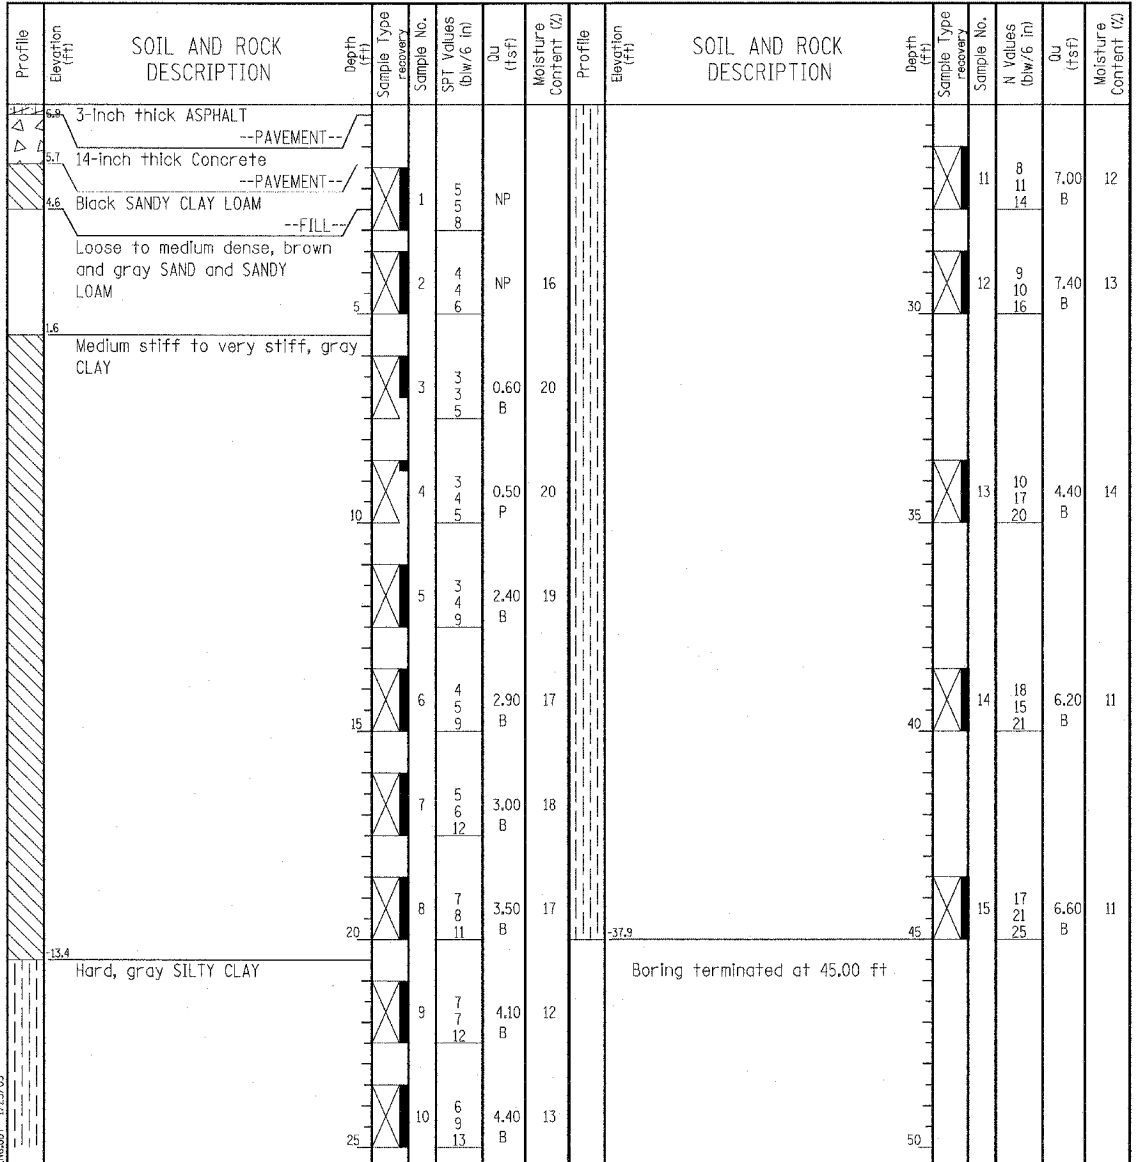 Profile
Elevation (ft)
SOIL AND ROCK
DESCRIPTION
Depth (ft)
Sample Type
recovery
Sample No.
SPT Values (blw/6 in)
Qu (tsf)
Moisture Content (%)
Profile
Elevation (ft)
SOIL AND ROCK
DESCRIPTION
Depth (ft)
Sample Type
recovery
Sample No.
N Values (blw/6 in)
Qu (tsf)
Moisture Content (%)
6.9 3-inch thick ASPHALT
--PAVEMENT--
5.7 14-inch thick Concrete
--PAVEMENT--
4.6 Black SANDY CLAY LOAM
--FILL--
Loose to medium dense, brown
and gray SAND and SANDY
LOAM
1 5 5 8 NP
2 4 4 6 NP 16
5
1.6
Medium stiff to very stiff, gray
CLAY
3 3 3 5 0.60 B 20
4 3 4 5 0.50 P 20
10
5 3 4 9 2.40 B 19
6 4 5 9 2.90 B 17
15
7 5 6 12 3.00 B 18
8 7 8 11 3.50 B 17
20
-13.4
Hard, gray SILTY CLAY
9 7 7 12 4.10 B 12
10 6 9 13 4.40 B 13
25
11 8 11 14 7.00 B 12
12 9 10 16 7.40 B 13
30
13 10 17 20 4.40 B 14
35
14 18 15 21 6.20 B 11
40
15 17 21 25 6.60 B 11
-37.9
45
Boring terminated at 45.00 ft
50